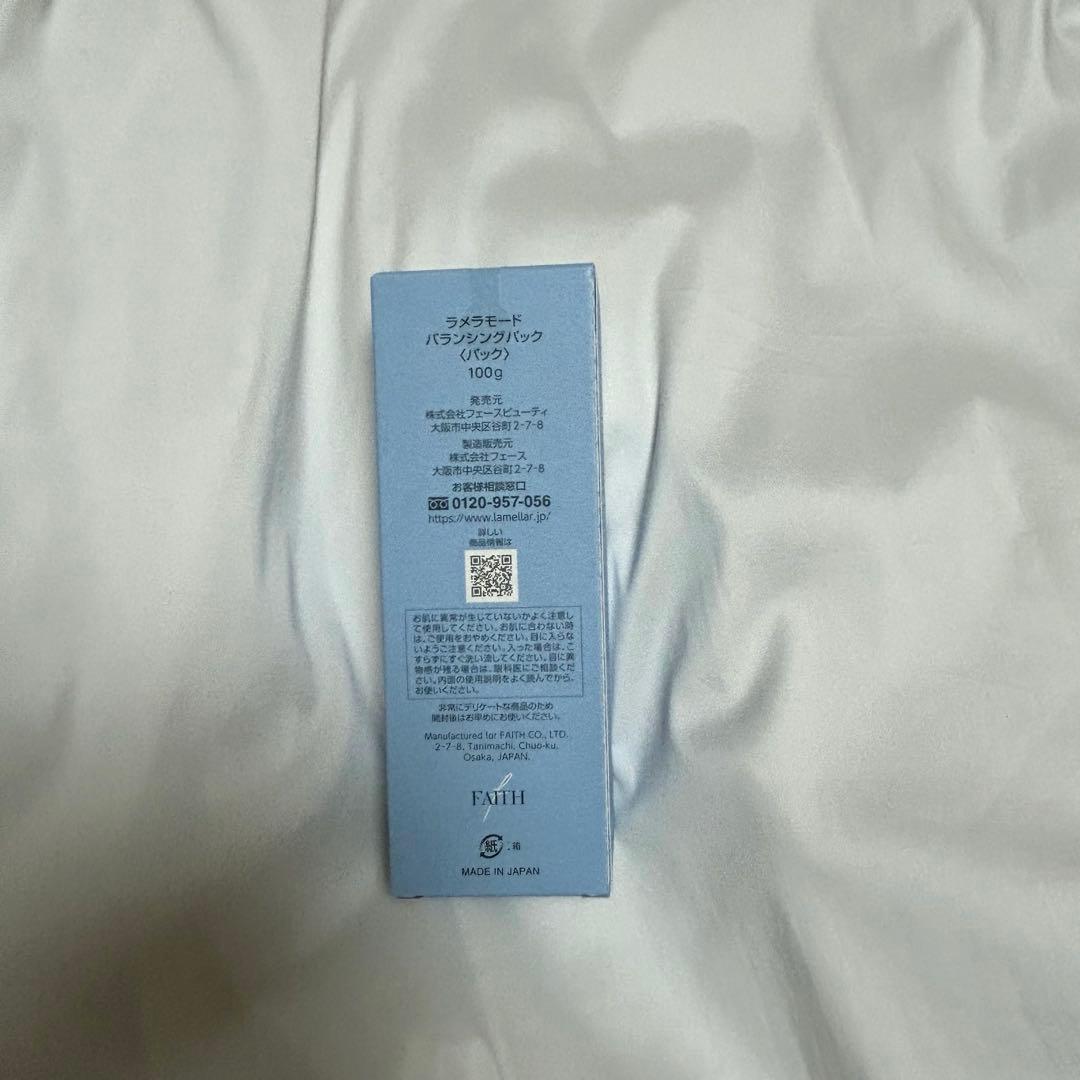 ラメラモード
バランシングパック
〈パック〉
100g
発売元
株式会社フェースビューティ
大阪市中央区谷町2-7-8
製造販売元
株式会社フェース
大阪市中央区谷町2-7-8
お客様相談窓口
0120-957-056
https://www.lamellar.jp/
詳しい
商品情報は
お肌に異常が生じていないかよく注意し
て使用してください。お肌に合わない時
は、ご使用をおやめください。目に入らな
いようご注意ください。入った場合は、こ
すらずにすぐ洗い流してください。目に異
物感が残る場合は、眼科医にご相談くださ
い。内面の使用説明をよく読んでから、
お使いください。
非常にデリケートな商品のため
開封後はお早めにお使いください。
Manufactured for FAITH CO., LTD.
2-7-8, Tanimachi, Chuo-ku,
Osaka, JAPAN.
FAITH
紙 : 箱
MADE IN JAPAN